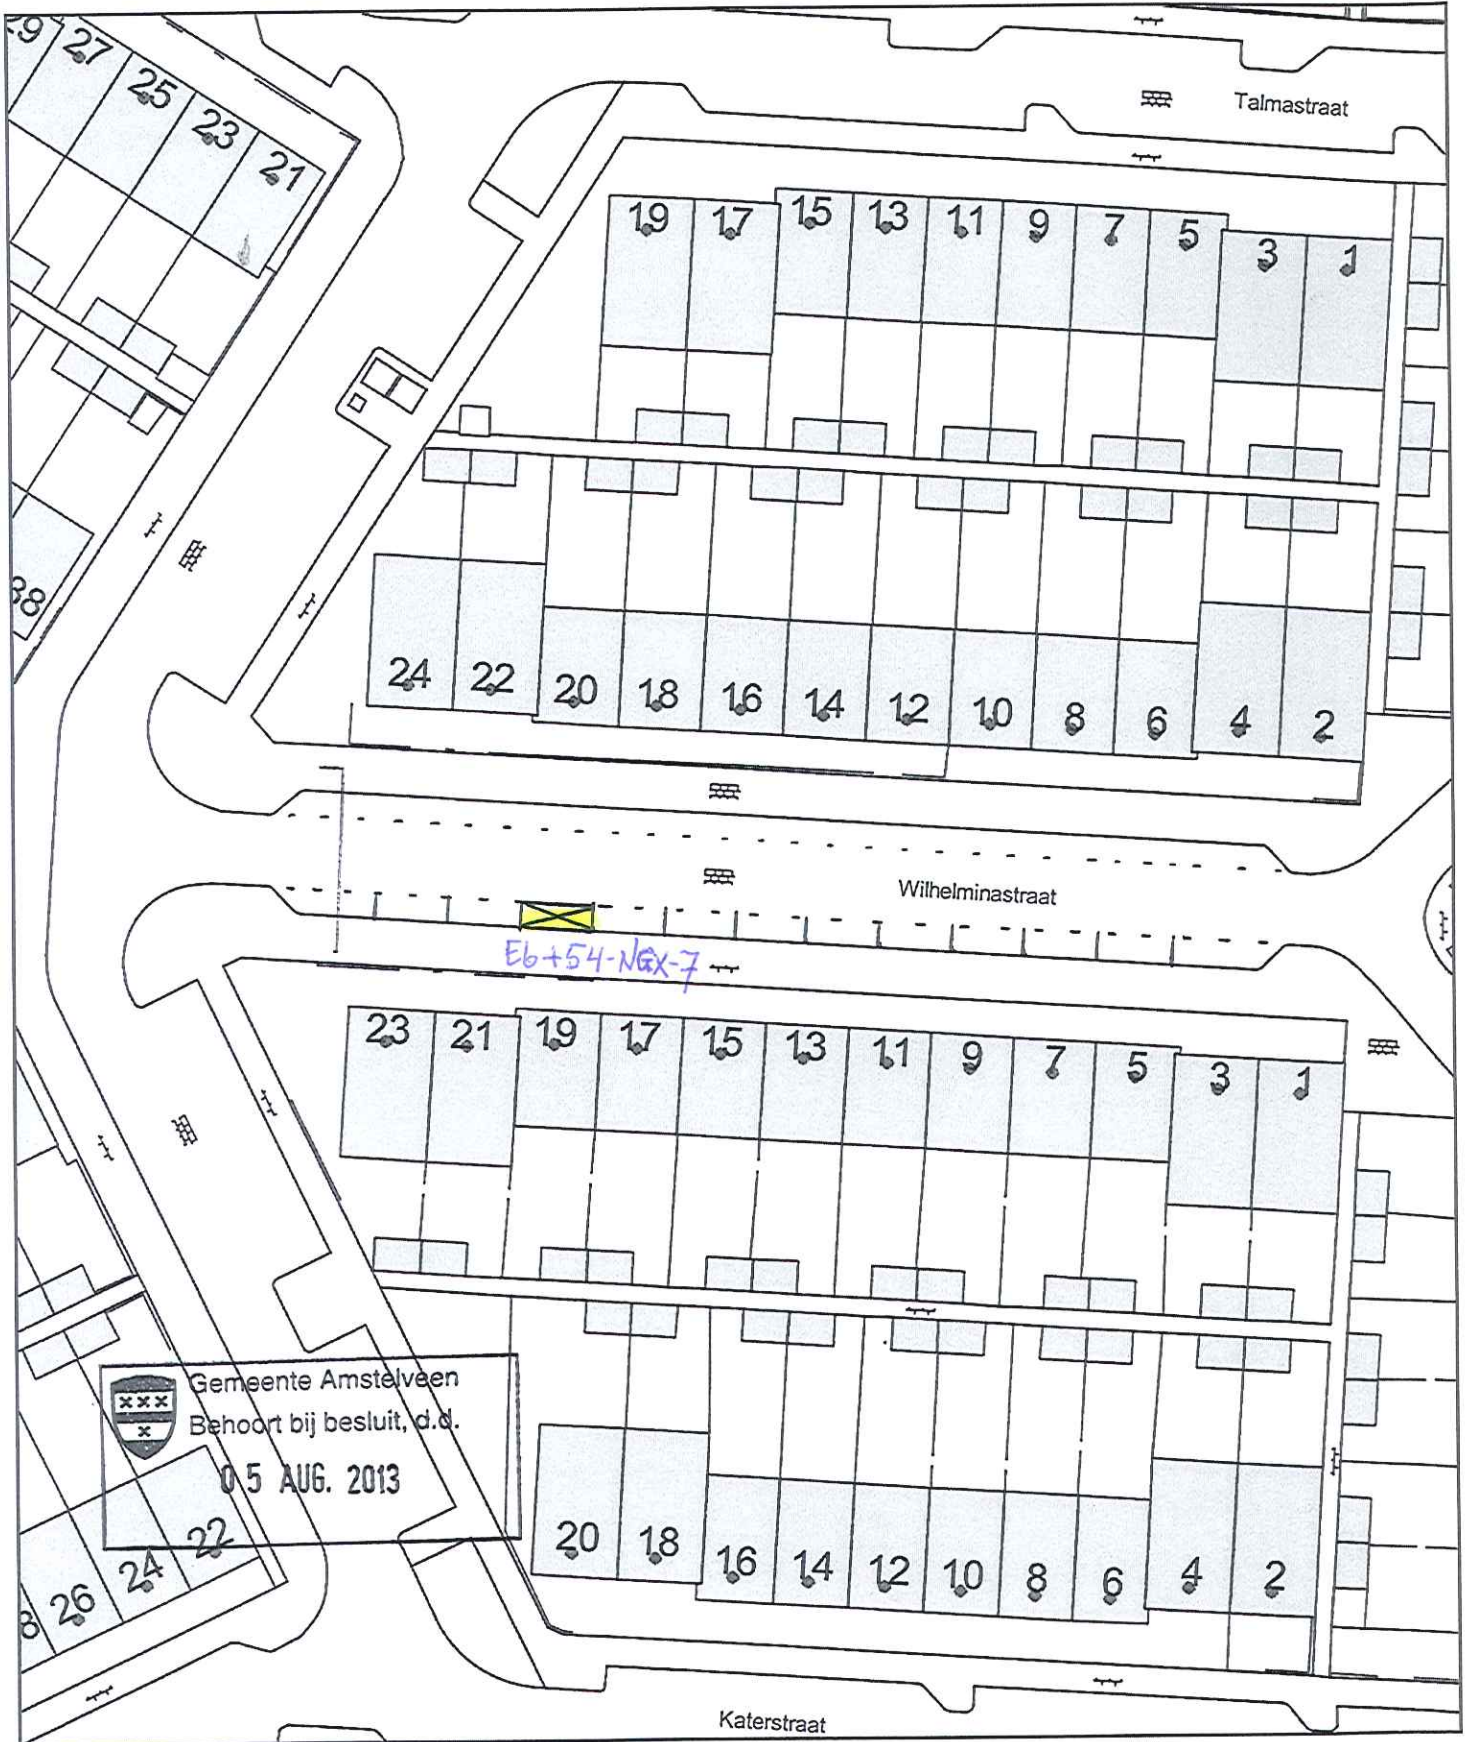 29 27 25 23 21
Talmastraat
19 17 15 13 11 9 7 5 3 1
38
24 22 20 18 16 14 12 10 8 6 4 2
Wilhelminastraat
E6+54-NGX-7
23 21 19 17 15 13 11 9 7 5 3 1
Gemeente Amstelveen
Behoort bij besluit, d.d.
05 AUG. 2013
20 18 16 14 12 10 8 6 4 2
8 26 24 22
Katerstraat